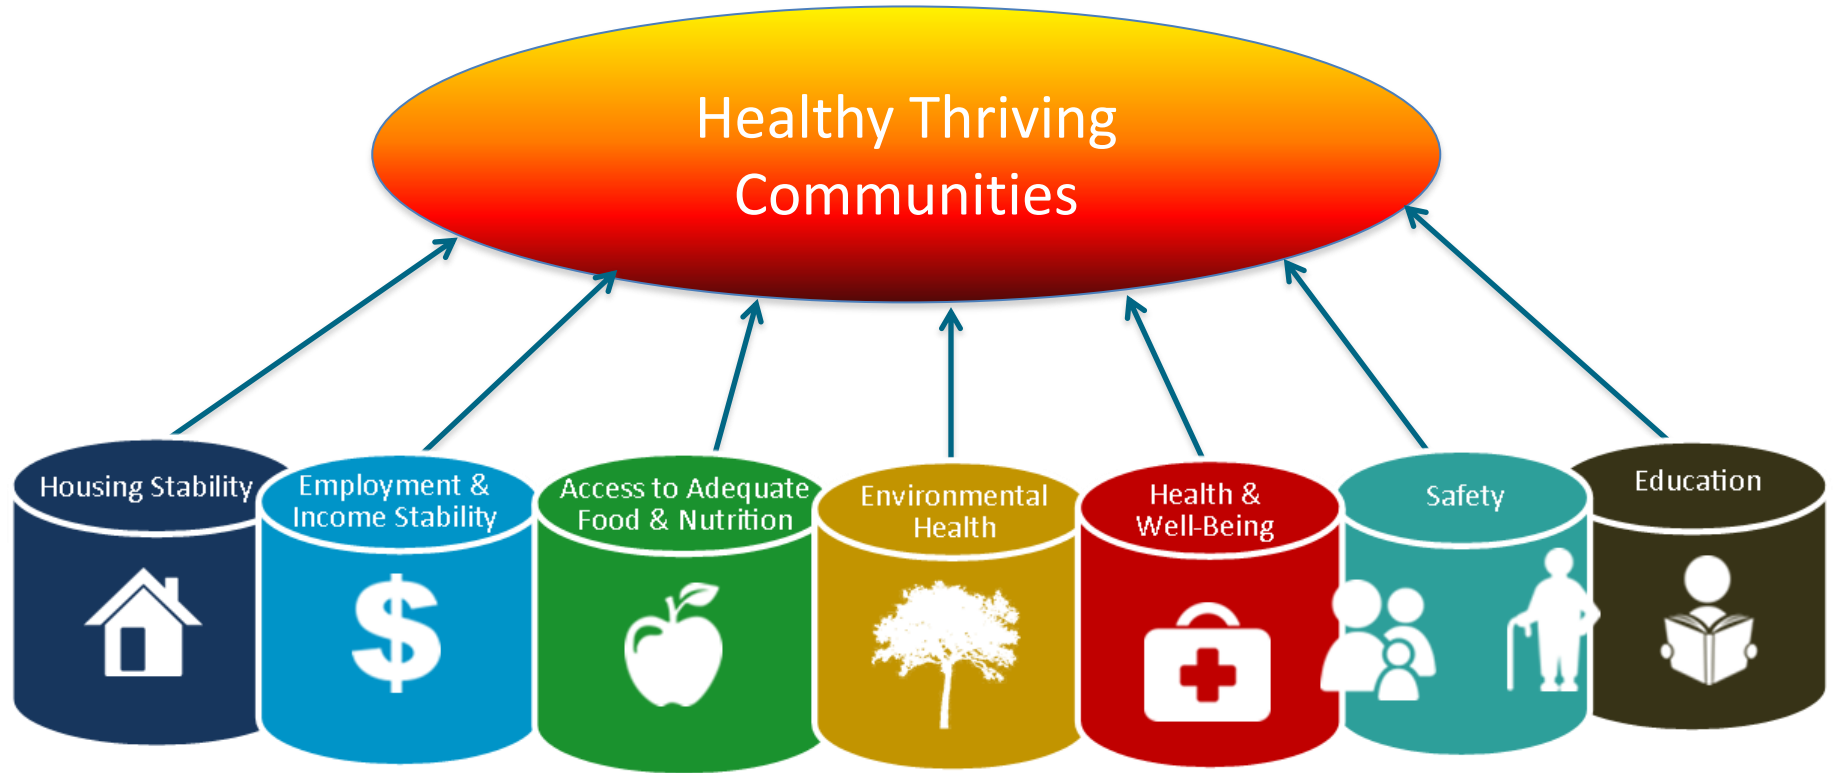 Healthy Thriving
Communities
Housing Stability
Employment &
Income Stability
Access to Adequate
Food & Nutrition
Environmental
Health
Health &
Well-Being
Safety
Education
$